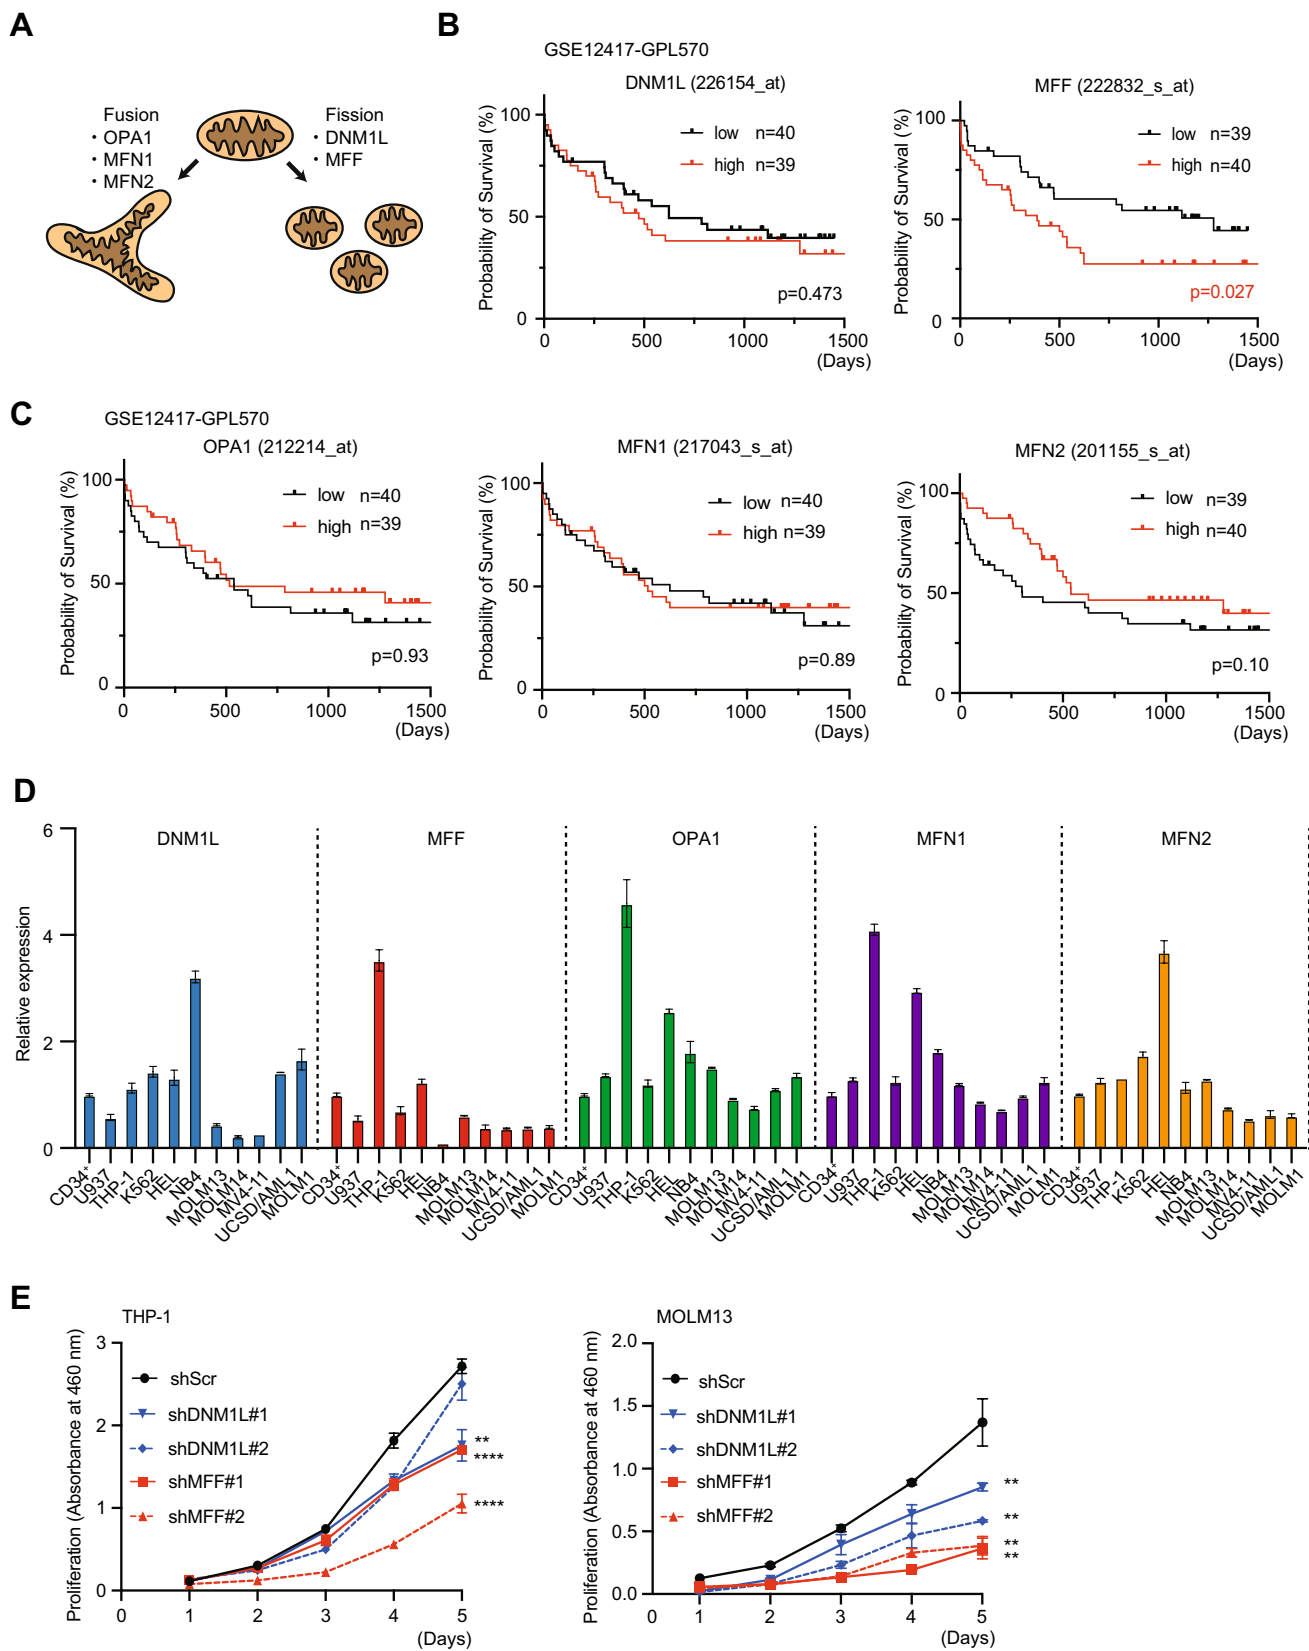 A
Fusion
• OPA1
• MFN1
• MFN2
Fission
• DNM1L
• MFF
B
GSE12417-GPL570
DNM1L (226154_at)
Probability of Survival (%)
100
50
0
low n=40
high n=39
p=0.473
0 500 1000 1500
(Days)
MFF (222832_s_at)
Probability of Survival (%)
100
50
0
low n=39
high n=40
p=0.027
0 500 1000 1500
(Days)
C
GSE12417-GPL570
OPA1 (212214_at)
Probability of Survival (%)
100
50
0
low n=40
high n=39
p=0.93
0 500 1000 1500
(Days)
MFN1 (217043_s_at)
Probability of Survival (%)
100
50
0
low n=40
high n=39
p=0.89
0 500 1000 1500
(Days)
MFN2 (201155_s_at)
Probability of Survival (%)
100
50
0
low n=39
high n=40
p=0.10
0 500 1000 1500
(Days)
D
Relative expression
6
4
2
0
DNM1L MFF OPA1 MFN1 MFN2
CD34+ U937 THP-1 K562 HEL NB4 MOLM13 MOLM14 MV4-11 UCSD/AML1 MOLM1
CD34+ U937 THP-1 K562 HEL NB4 MOLM13 MOLM14 MV4-11 UCSD/AML1 MOLM1
CD34+ U937 THP-1 K562 HEL NB4 MOLM13 MOLM14 MV4-11 UCSD/AML1 MOLM1
CD34+ U937 THP-1 K562 HEL NB4 MOLM13 MOLM14 MV4-11 UCSD/AML1 MOLM1
CD34+ U937 THP-1 K562 HEL NB4 MOLM13 MOLM14 MV4-11 UCSD/AML1 MOLM1
E
THP-1
Proliferation (Absorbance at 460 nm)
3
2
1
0
shScr
shDNM1L#1
shDNM1L#2
shMFF#1
shMFF#2
**
****
****
0 1 2 3 4 5
(Days)
MOLM13
Proliferation (Absorbance at 460 nm)
2.0
1.5
1.0
0.5
0.0
shScr
shDNM1L#1
shDNM1L#2
shMFF#1
shMFF#2
**
**
**
**
0 1 2 3 4 5
(Days)